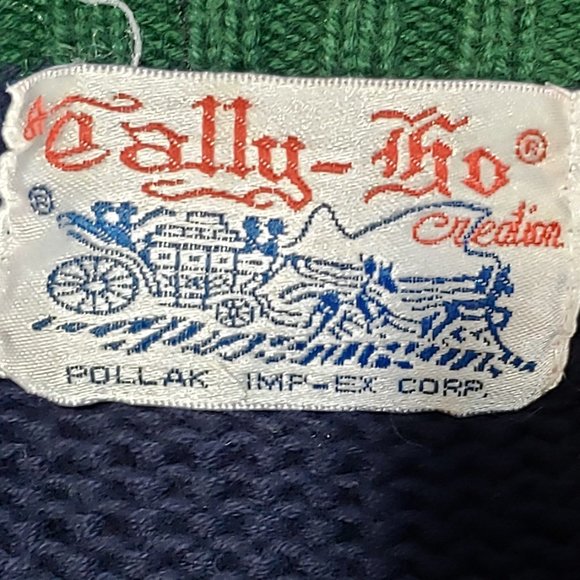 "A Tally-Ho®
creation
®
POLLAK IMP-EX CORP.